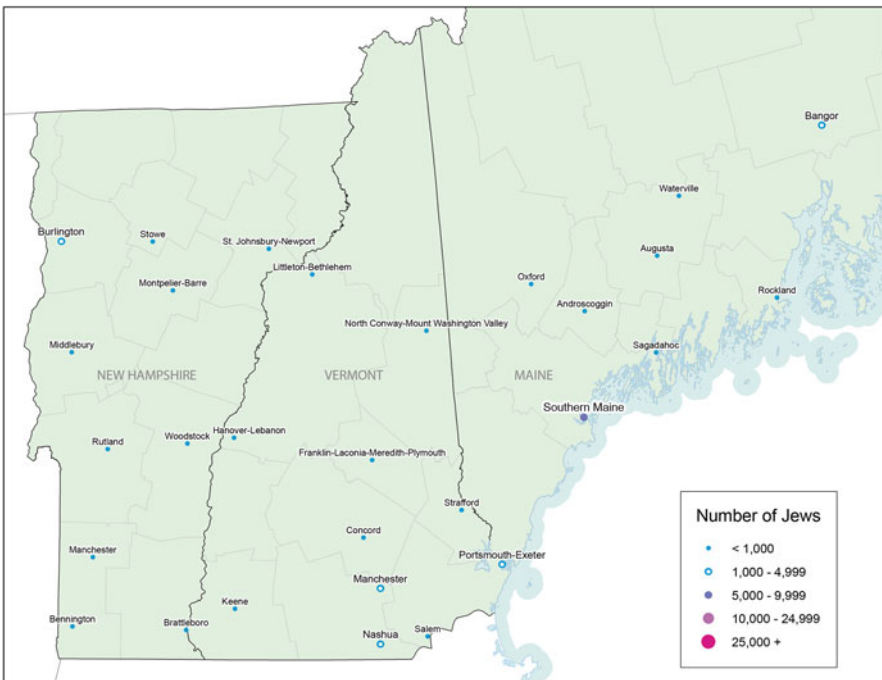 Bangor
Waterville
Burlington
Stowe
St. Johnsbury-Newport
Augusta
Littleton-Bethlehem
Oxford
Montpelier-Barre
Rockland
Androscoggin
North Conway-Mount Washington Valley
Middlebury
Sagadahoc
NEW HAMPSHIRE
VERMONT
MAINE
Southern Maine
Rutland
Woodstock
Hanover-Lebanon
Franklin-Laconia-Meredith-Plymouth
Strafford
Concord
Manchester
Portsmouth-Exeter
Manchester
Keene
Bennington
Brattleboro
Nashua
Salem
Number of Jews
< 1,000
1,000 - 4,999
5,000 - 9,999
10,000 - 24,999
25,000 +